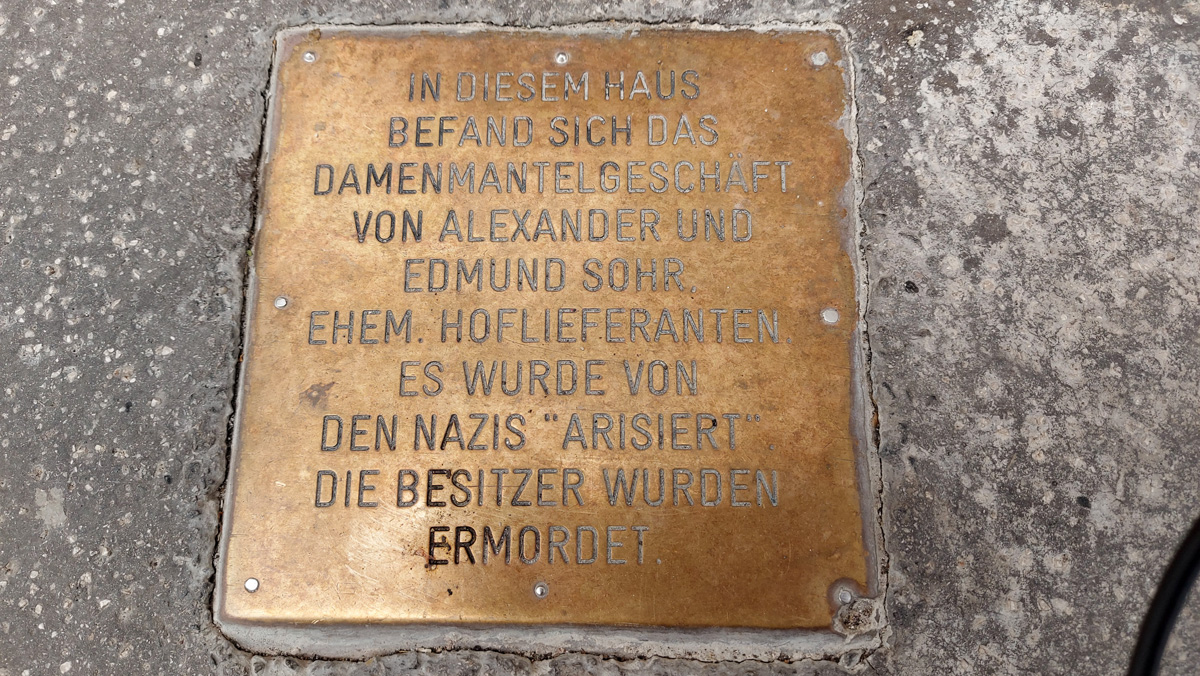 IN DIESEM HAUS
BEFAND SICH DAS
DAMENMANTELGESCHÄFT
VON ALEXANDER UND
EDMUND SOHR,
EHEM. HOFLIEFERANTEN.
ES WURDE VON
DEN NAZIS "ARISIERT".
DIE BESITZER WURDEN
ERMORDET.